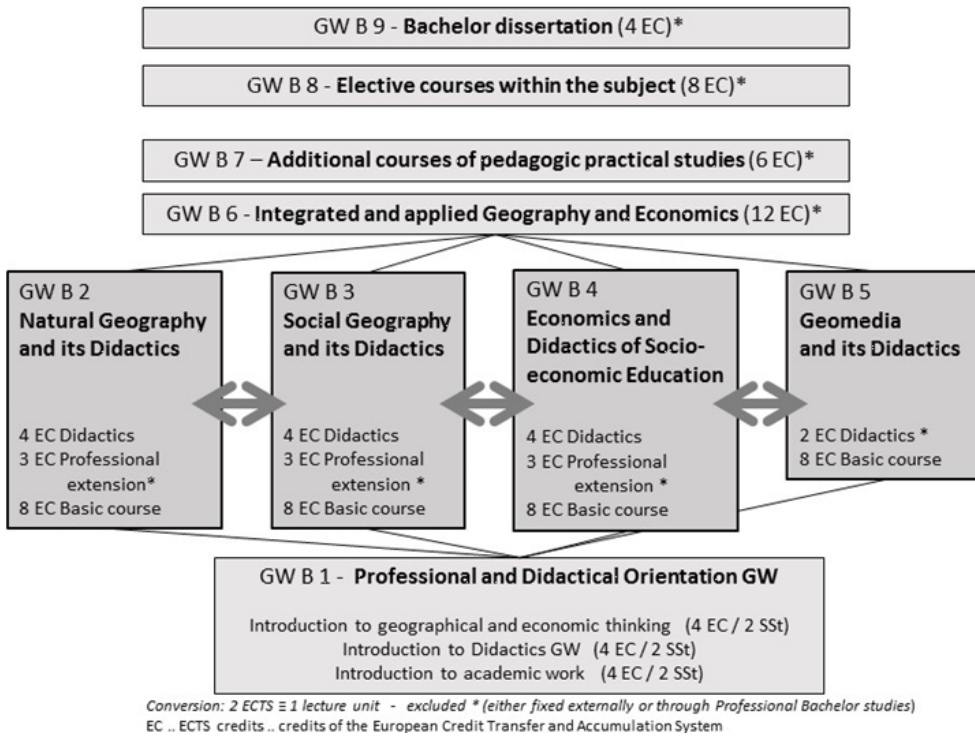 GW B 9 - Bachelor dissertation (4 EC)*
GW B 8 - Elective courses within the subject (8 EC)*
GW B 7 – Additional courses of pedagogic practical studies (6 EC)*
GW B 6 - Integrated and applied Geography and Economics (12 EC)*
GW B 2
Natural Geography
and its Didactics
4 EC Didactics
3 EC Professional
extension*
8 EC Basic course
GW B 3
Social Geography
and its Didactics
4 EC Didactics
3 EC Professional
extension *
8 EC Basic course
GW B 4
Economics and
Didactics of Socio-
economic Education
4 EC Didactics
3 EC Professional
extension *
8 EC Basic course
GW B 5
Geomedia
and its Didactics
2 EC Didactics *
8 EC Basic course
GW B 1 - Professional and Didactical Orientation GW
Introduction to geographical and economic thinking (4 EC / 2 SSt)
Introduction to Didactics GW (4 EC / 2 SSt)
Introduction to academic work (4 EC / 2 SSt)
Conversion: 2 ECTS ≡ 1 lecture unit - excluded * (either fixed externally or through Professional Bachelor studies)
EC .. ECTS credits .. credits of the European Credit Transfer and Accumulation System